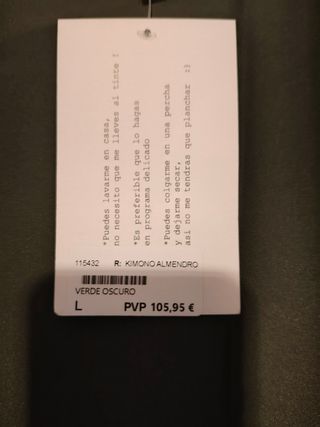 *Puedes lavarme en casa,
no necesito que me lleves al tinte !
*Es preferible que lo hagas
en programa delicado
*Puedes colgarme en una percha
y dejarme secar,
asi no me tendras que planchar :)
115432 R: KIMONO ALMENDRO
VERDE OSCURO
L PVP 105,95 €